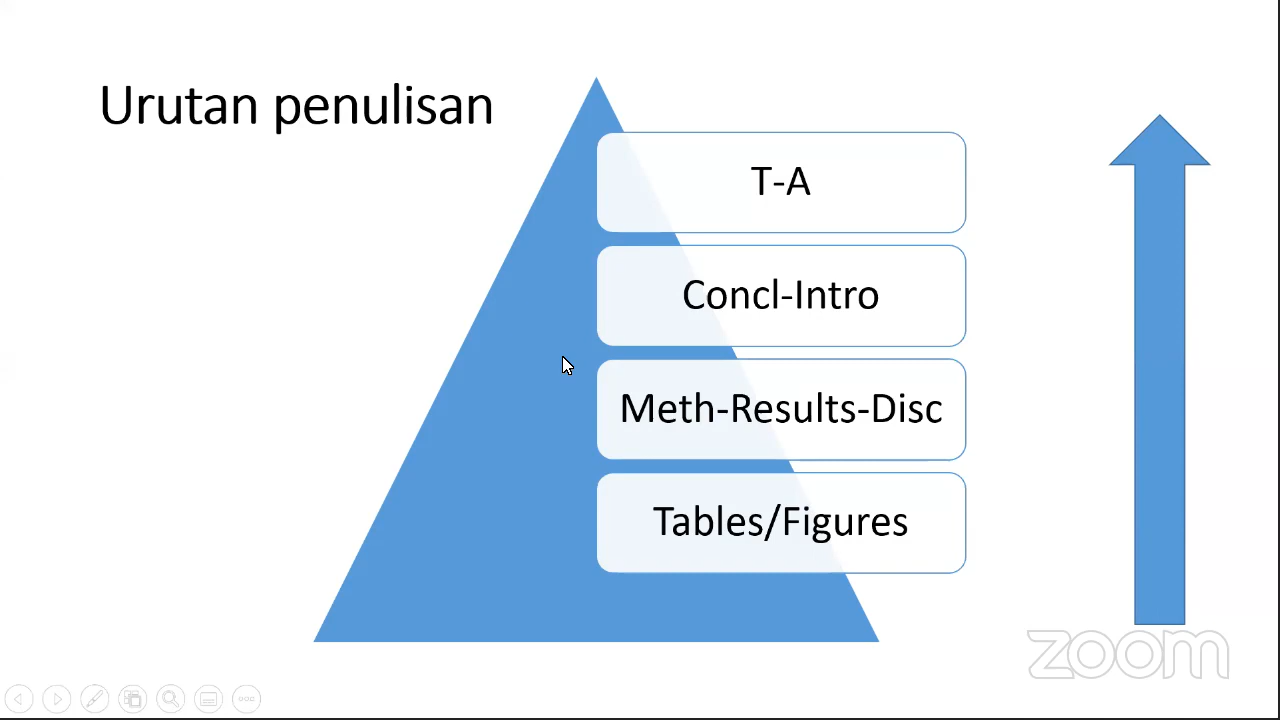 Urutan penulisan
T-A
Concl-Intro
Meth-Results-Disc
Tables/Figures
zoom